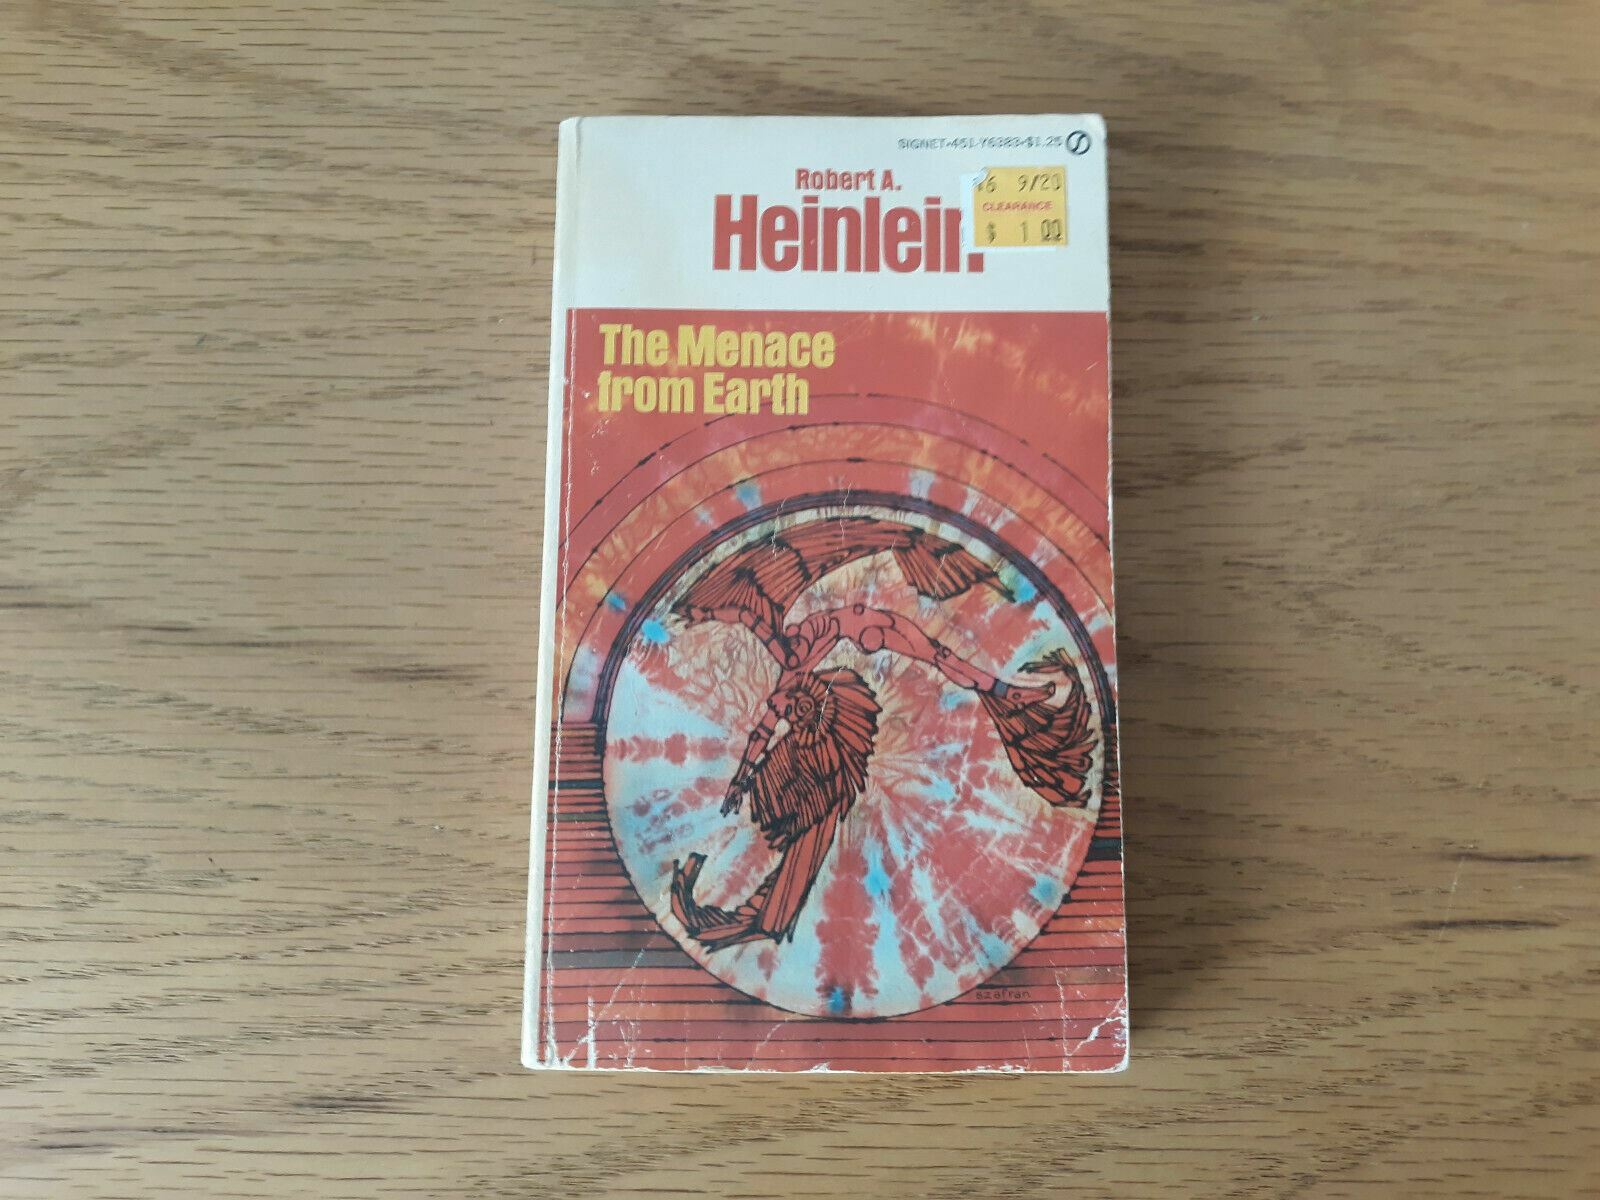 SIGNET•451-Y6383•$1.25
Robert A.
Heinlein
9/20
CLEARANCE
$ 1 00
The Menace
from Earth
szafran